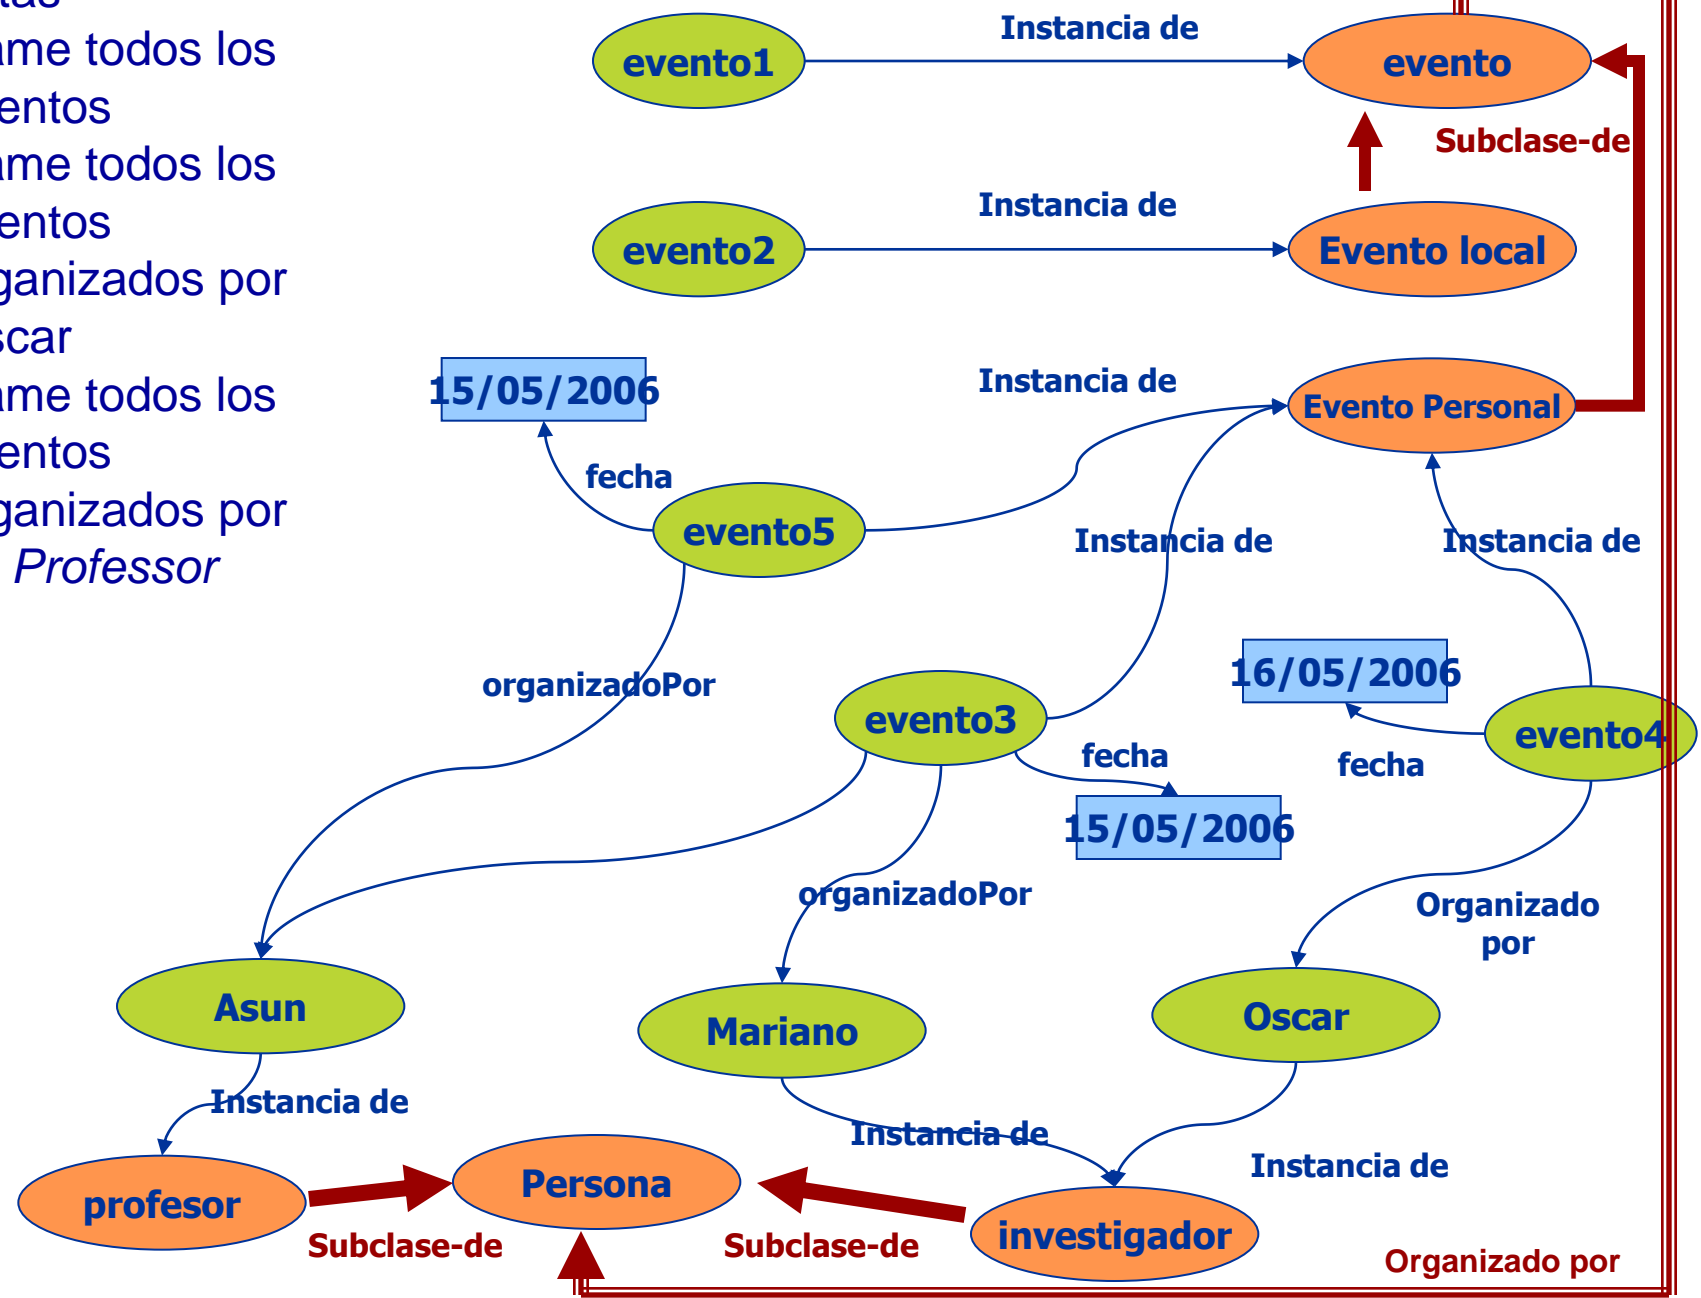 ame todos los
entos
ame todos los
entos
ganizados por
scar
ame todos los
entos
ganizados por
Professor
evento1
Instancia de
evento
Subclase-de
evento2
Instancia de
Evento local
15/05/2006
Instancia de
Evento Personal
fecha
evento5
Instancia de
Instancia de
organizadoPor
evento3
16/05/2006
evento4
fecha
fecha
15/05/2006
organizadoPor
Organizado
por
Asun
Mariano
Oscar
Instancia de
Instancia de
Instancia de
profesor
Persona
investigador
Subclase-de
Subclase-de
Organizado por